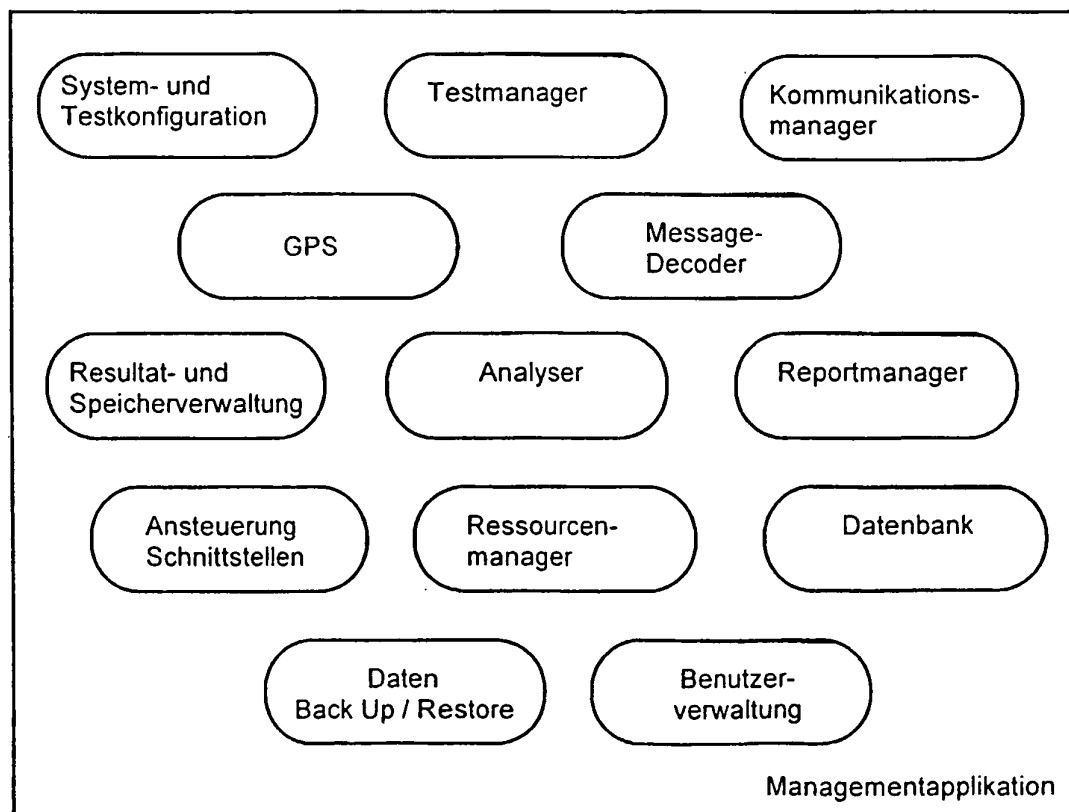 System- und
Testkonfiguration
Testmanager
Kommunikations-
manager
GPS
Message-
Decoder
Resultat- und
Speicherverwaltung
Analyser
Reportmanager
Ansteuerung
Schnittstellen
Ressourcen-
manager
Datenbank
Daten
Back Up / Restore
Benutzer-
verwaltung
Managementapplikation